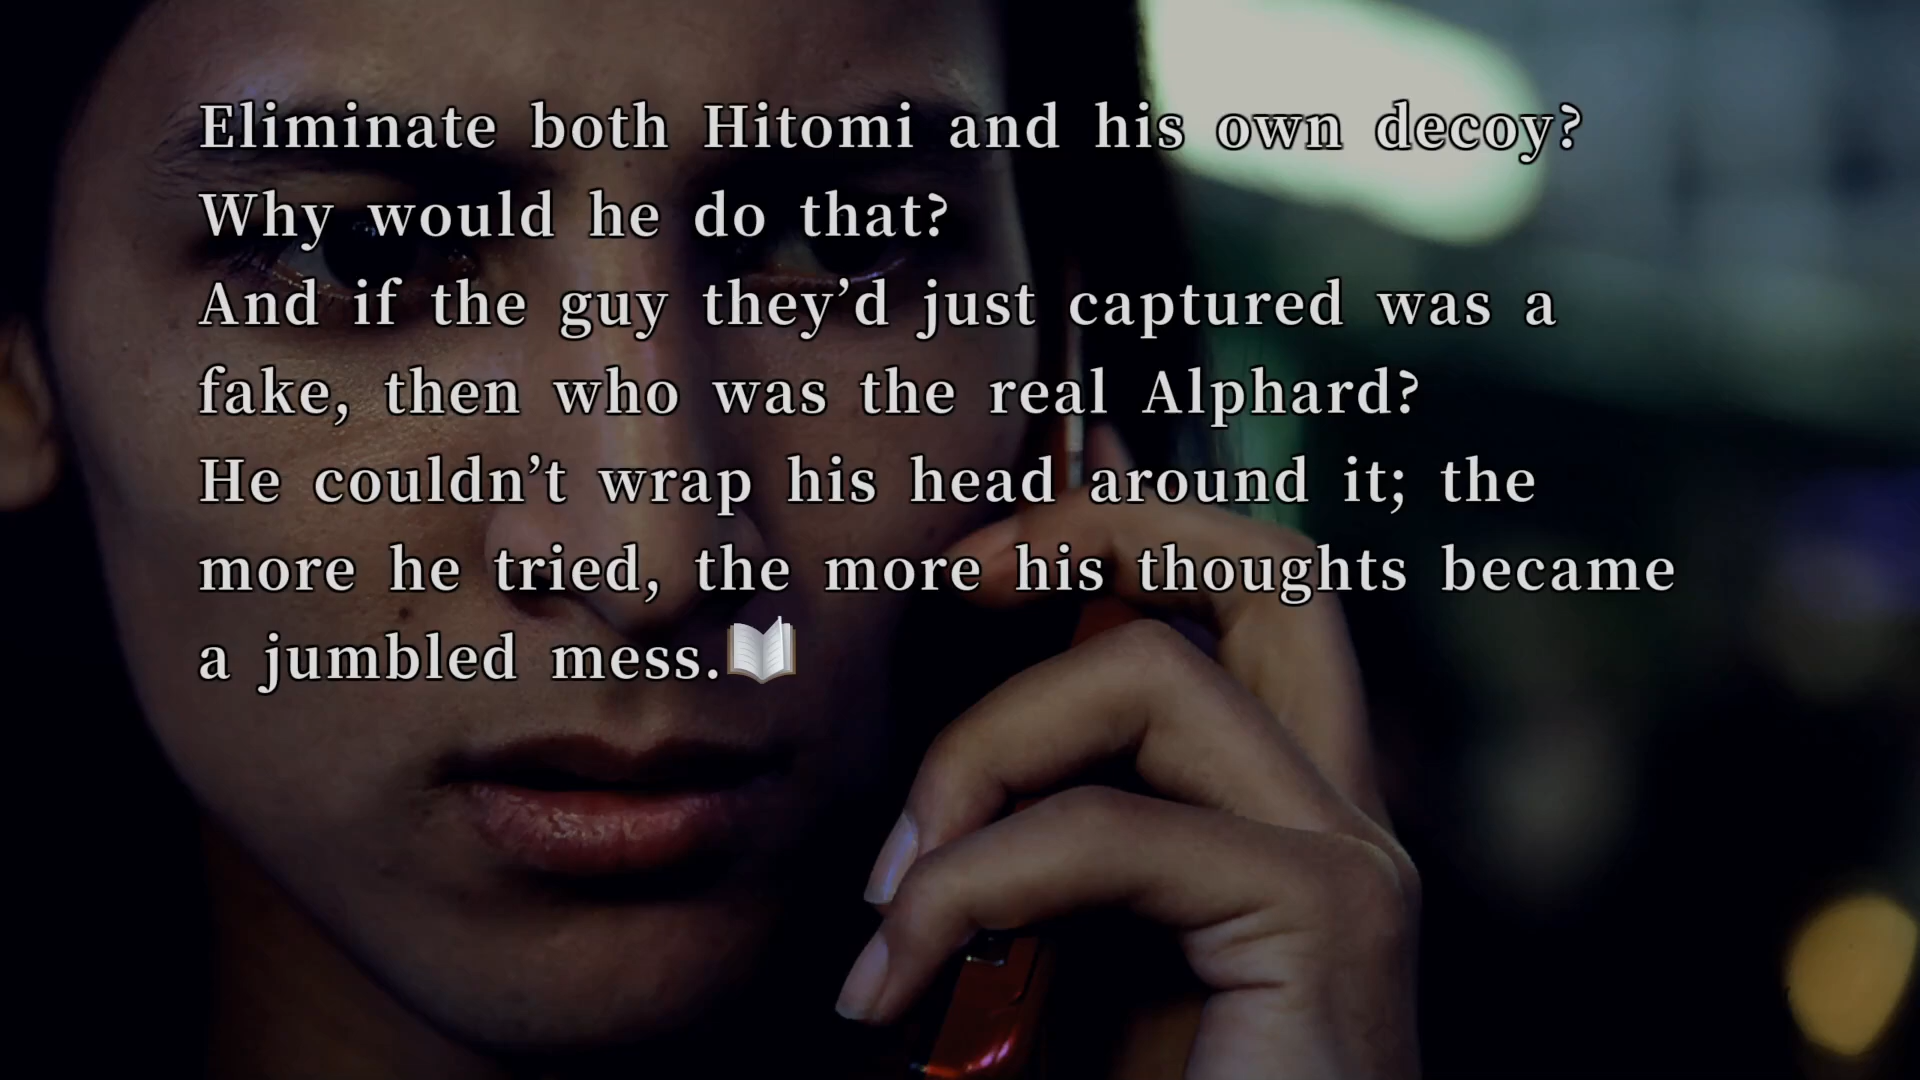 Eliminate both Hitomi and his own decoy?
Why would he do that?
And if the guy they’d just captured was a
fake, then who was the real Alphard?
He couldn’t wrap his head around it; the
more he tried, the more his thoughts became
a jumbled mess.